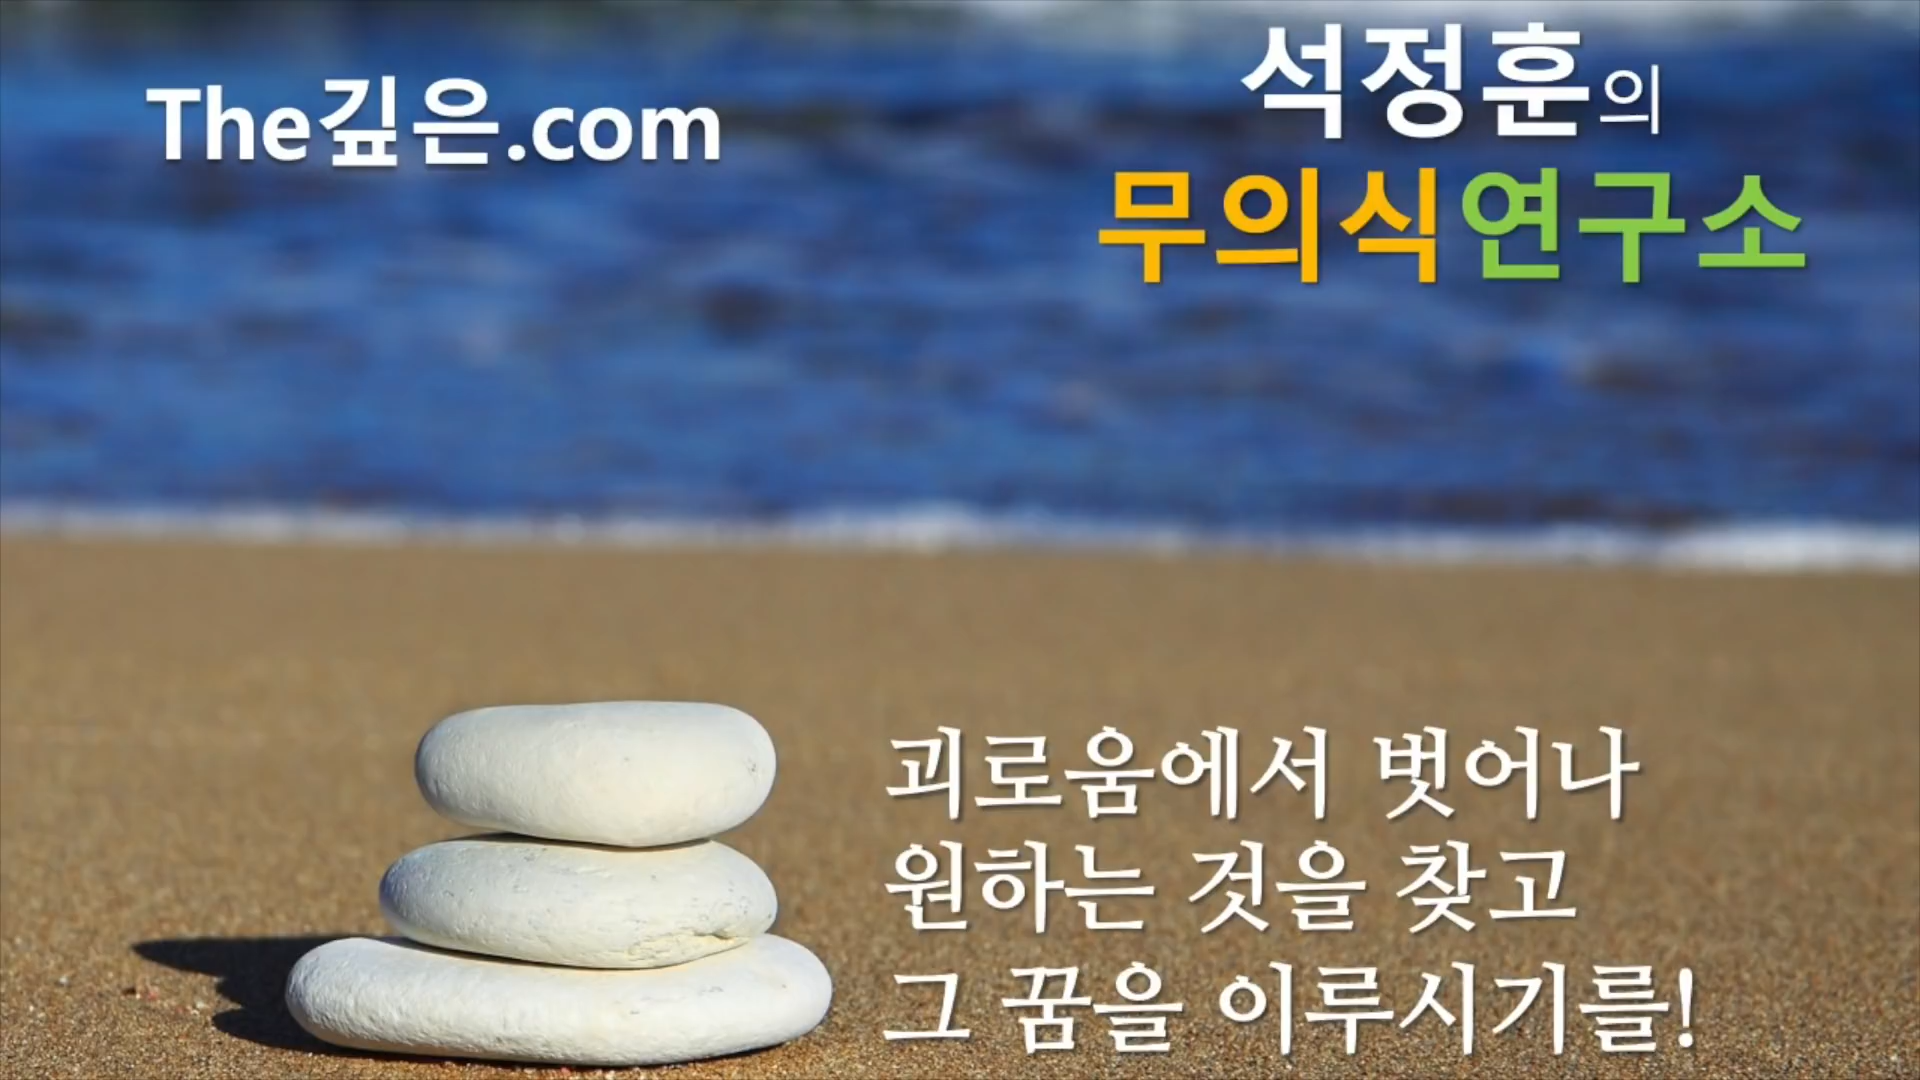 The깊은.com
석정훈의
무의식연구소
괴로움에서 벗어나
원하는 것을 찾고
그 꿈을 이루시기를!